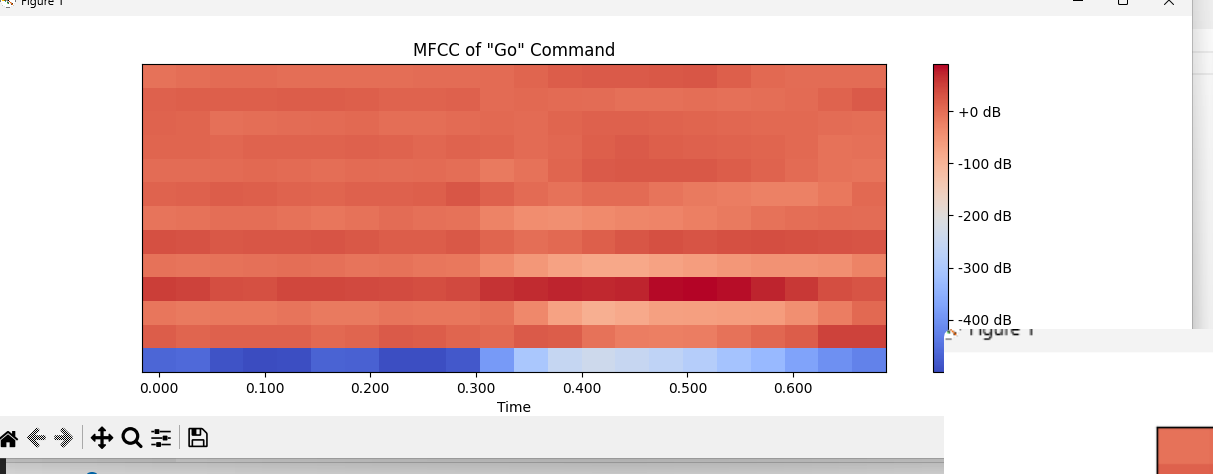 Figure 1
MFCC of "Go" Command
+0 dB
-100 dB
-200 dB
-300 dB
-400 dB
0.000 0.100 0.200 0.300 0.400 0.500 0.600
Time
Figure 1